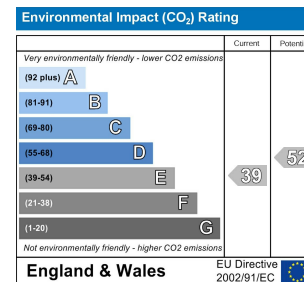 Environmental Impact (CO2) Rating
Current Potenti
Very environmentally friendly - lower CO2 emissions
(92 plus) A
(81-91) B
(69-80) C
(55-68) D
(39-54) E 39 52
(21-38) F
(1-20) G
Not environmentally friendly - higher CO2 emissions
England & Wales
EU Directive
2002/91/EC